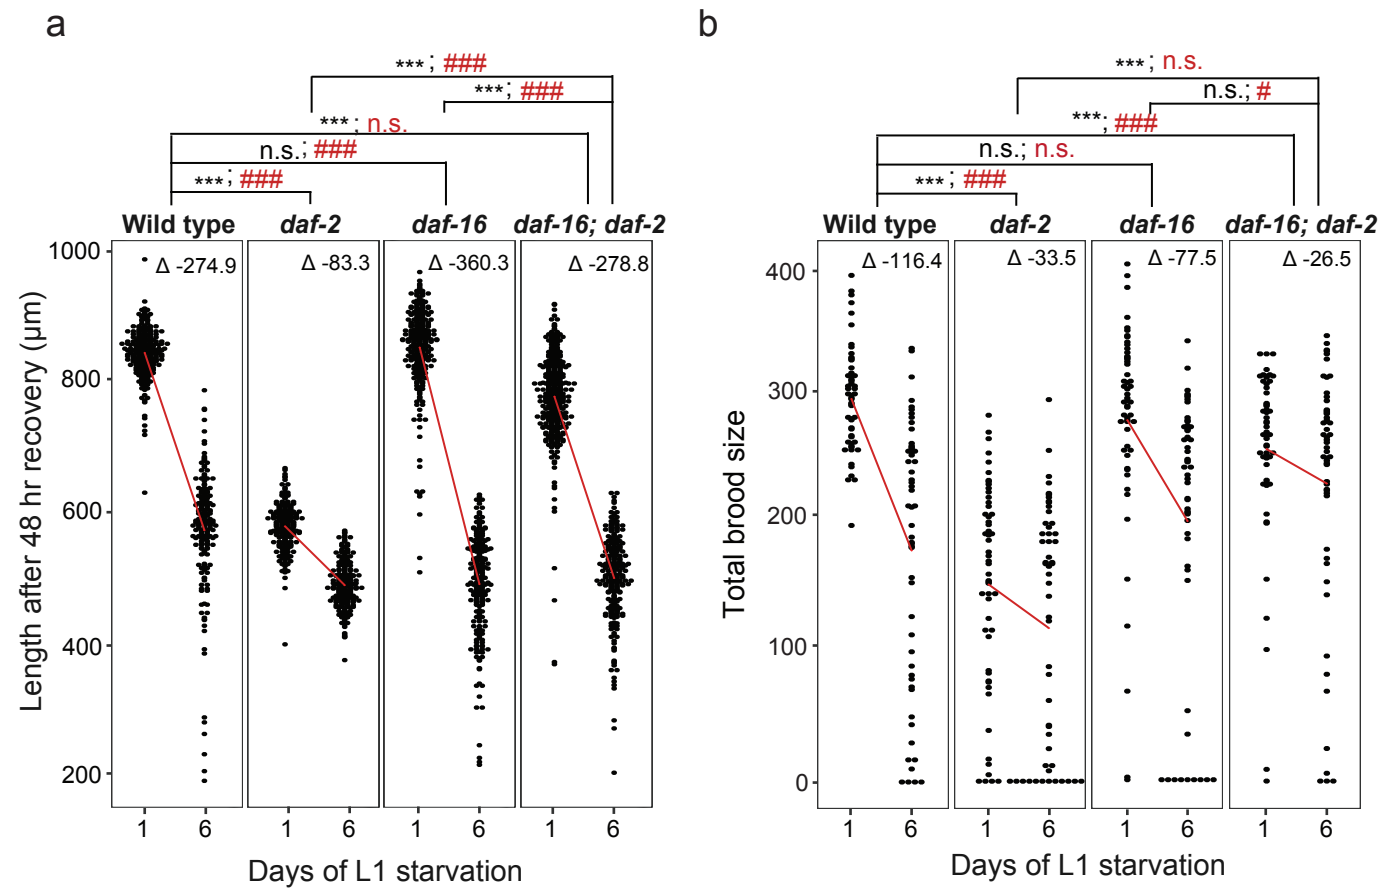 a
***; ###
***; ###
***; n.s.
n.s.; ###
***; ###
Wild type daf-2 daf-16 daf-16; daf-2
Δ -274.9 Δ -83.3 Δ -360.3 Δ -278.8
Length after 48 hr recovery (µm)
1000
800
600
400
200
1 6 1 6 1 6 1 6
Days of L1 starvation
b
***; n.s.
n.s.; #
***; ###
n.s.; n.s.
***; ###
Wild type daf-2 daf-16 daf-16; daf-2
Δ -116.4 Δ -33.5 Δ -77.5 Δ -26.5
Total brood size
400
300
200
100
0
1 6 1 6 1 6 1 6
Days of L1 starvation